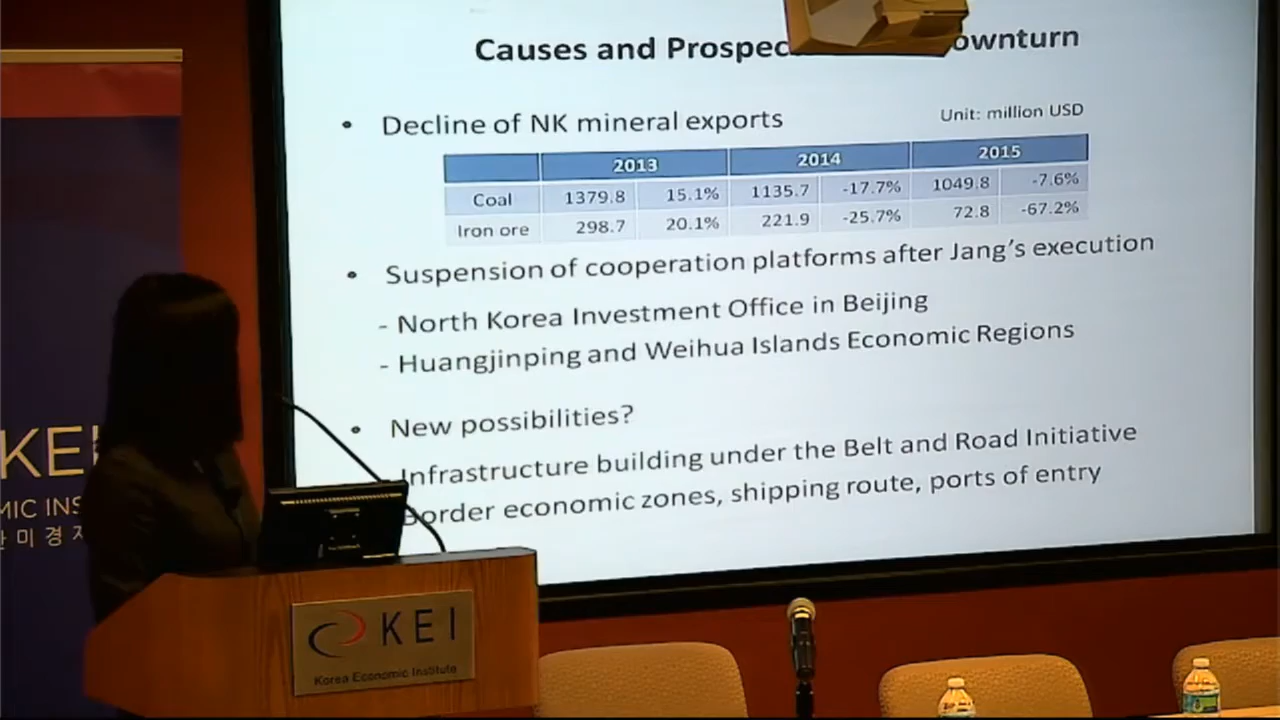 Causes and ownturn
• Decline of NK mineral exports
Unit: million USD
2013 2014 2015
Coal 1379.8 15.1% 1135.7 -17.7% 1049.8 -7.6%
Iron ore 298.7 20.1% 221.9 -25.7% 72.8 -67.2%
• Suspension of cooperation platforms after Jang's execution
- North Korea Investment Office in Beijing
- Huangjinping and Weihua Islands Economic Regions
• New possibilities?
Infrastructure building under the Belt and Road Initiative
Border economic zones, shipping route, ports of entry
KEI
MIC INS
미경
KEI
Korea Economic Institute